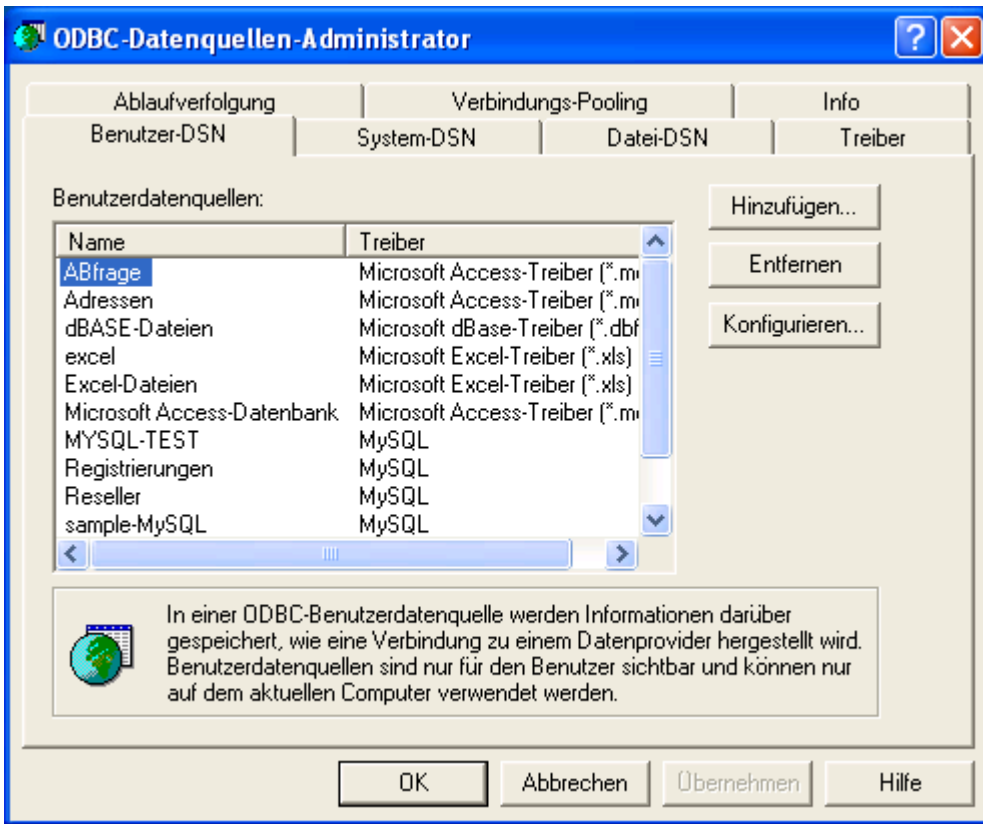 ODBC-Datenquellen-Administrator
Ablaufverfolgung Verbindungs-Pooling Info
Benutzer-DSN System-DSN Datei-DSN Treiber
Benutzerdatenquellen:
Hinzufügen...
Name Treiber
ABfrage Microsoft Access-Treiber (*.m
Entfernen
Adressen Microsoft Access-Treiber (*.m
dBASE-Dateien Microsoft dBase-Treiber (*.dbf
Konfigurieren...
excel Microsoft Excel-Treiber (*.xls)
Excel-Dateien Microsoft Excel-Treiber (*.xls)
Microsoft Access-Datenbank Microsoft Access-Treiber (*.m
MYSQL-TEST MySQL
Registrierungen MySQL
Reseller MySQL
sample-MySQL MySQL
In einer ODBC-Benutzerdatenquelle werden Informationen darüber
gespeichert, wie eine Verbindung zu einem Datenprovider hergestellt wird.
Benutzerdatenquellen sind nur für den Benutzer sichtbar und können nur
auf dem aktuellen Computer verwendet werden.
OK Abbrechen Übernehmen Hilfe